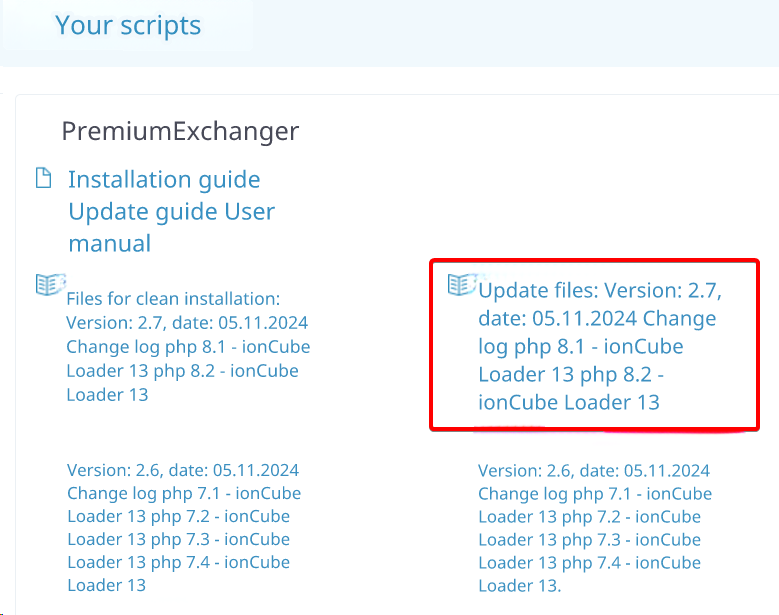 Your scripts
PremiumExchanger
Installation guide
Update guide User
manual
Files for clean installation:
Version: 2.7, date: 05.11.2024
Change log php 8.1 - ionCube
Loader 13 php 8.2 - ionCube
Loader 13
Update files: Version: 2.7,
date: 05.11.2024 Change
log php 8.1 - ionCube
Loader 13 php 8.2 -
ionCube Loader 13
Version: 2.6, date: 05.11.2024
Change log php 7.1 - ionCube
Loader 13 php 7.2 - ionCube
Loader 13 php 7.3 - ionCube
Loader 13 php 7.4 - ionCube
Loader 13
Version: 2.6, date: 05.11.2024
Change log php 7.1 - ionCube
Loader 13 php 7.2 - ionCube
Loader 13 php 7.3 - ionCube
Loader 13 php 7.4 - ionCube
Loader 13.